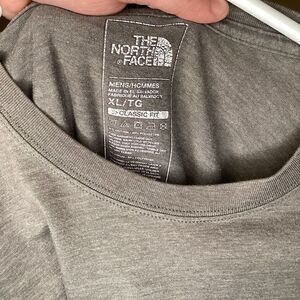 THE
NORTH
FACE
MENS/HOMMES
MADE IN EL SALVADOR
FABRIQUÉ AU SALVADOR
XL/TG
CLASSIC FIT